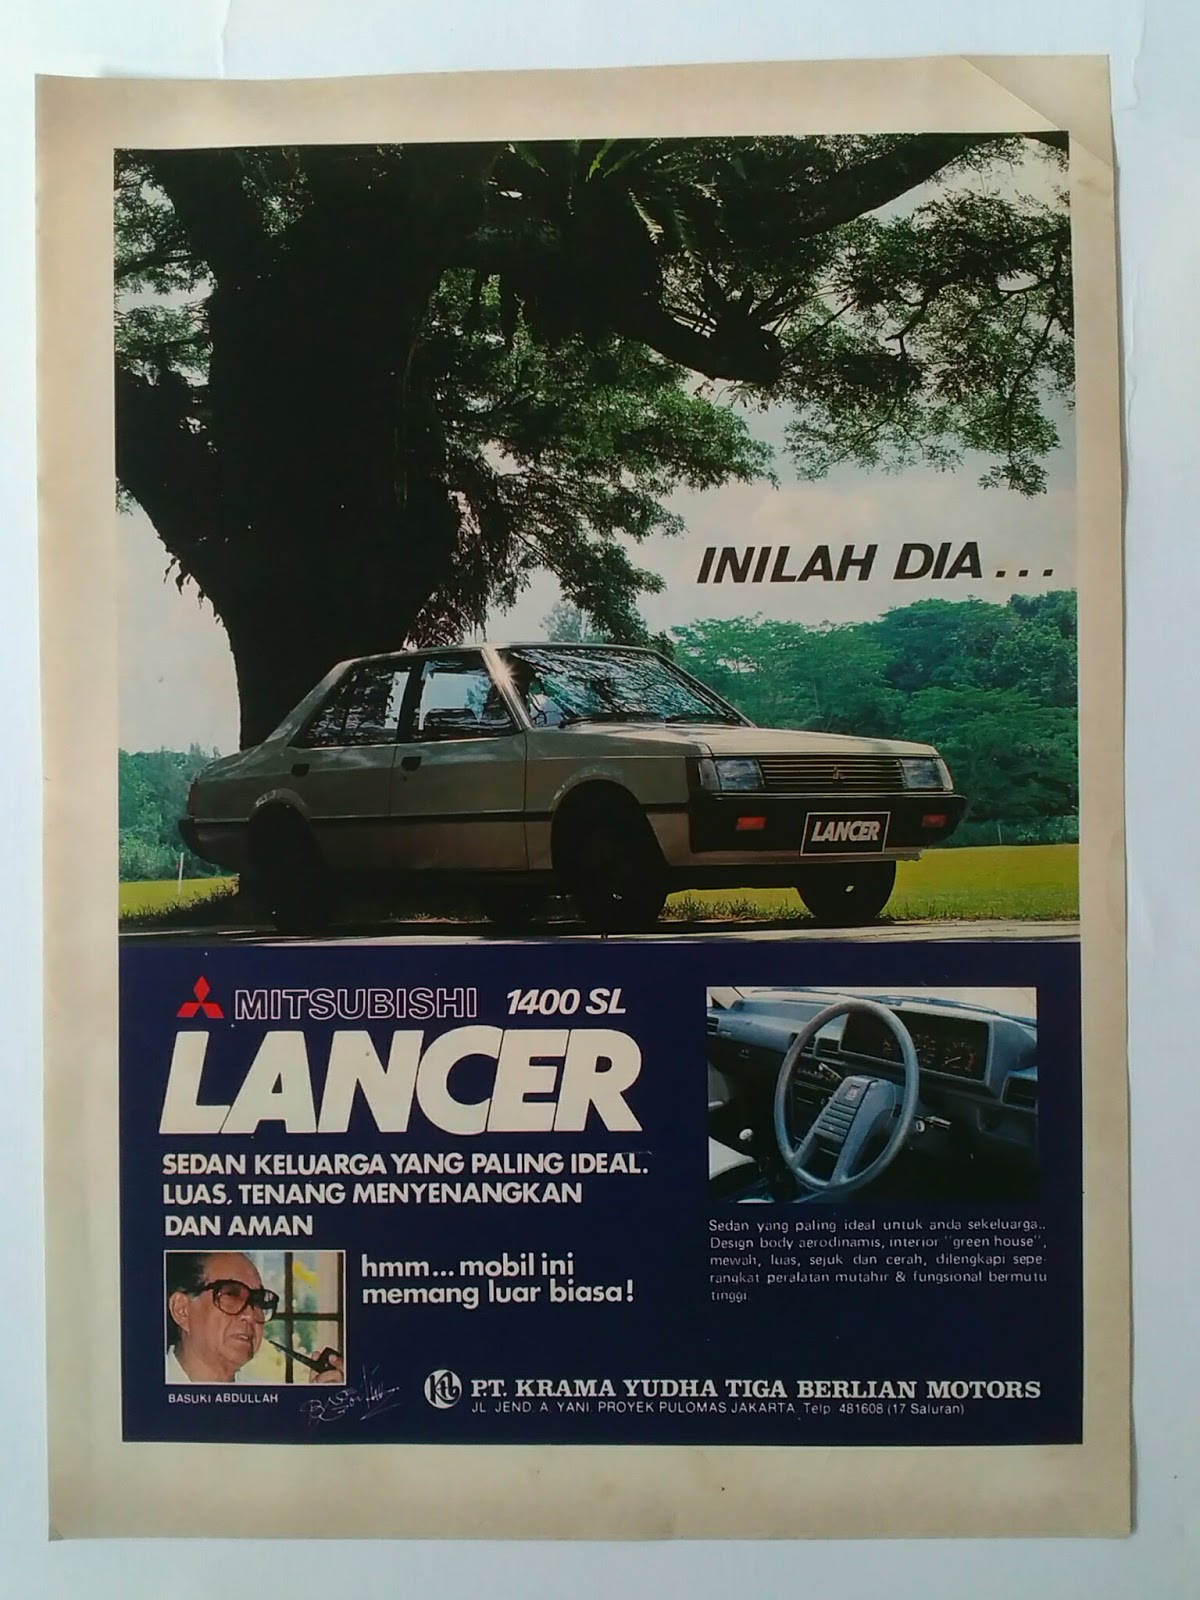 INILAH DIA...
LANCER
MITSUBISHI 1400 SL
LANCER
SEDAN KELUARGA YANG PALING IDEAL.
LUAS, TENANG MENYENANGKAN
DAN AMAN
hmm... mobil ini
memang luar biasa!
BASUKI ABDULLAH
Sedan yang paling ideal untuk anda sekeluarga..
Design body aerodinamis, interior "green house",
mewah, luas, sejuk dan cerah, dilengkapi sepe-
rangkat peralatan mutahir & fungsional bermutu
tinggi.
ktb P.T. KRAMA YUDHA TIGA BERLIAN MOTORS
JL. JEND. A. YANI. PROYEK PULOMAS JAKARTA. Telp. 481608 (17 Saluran)